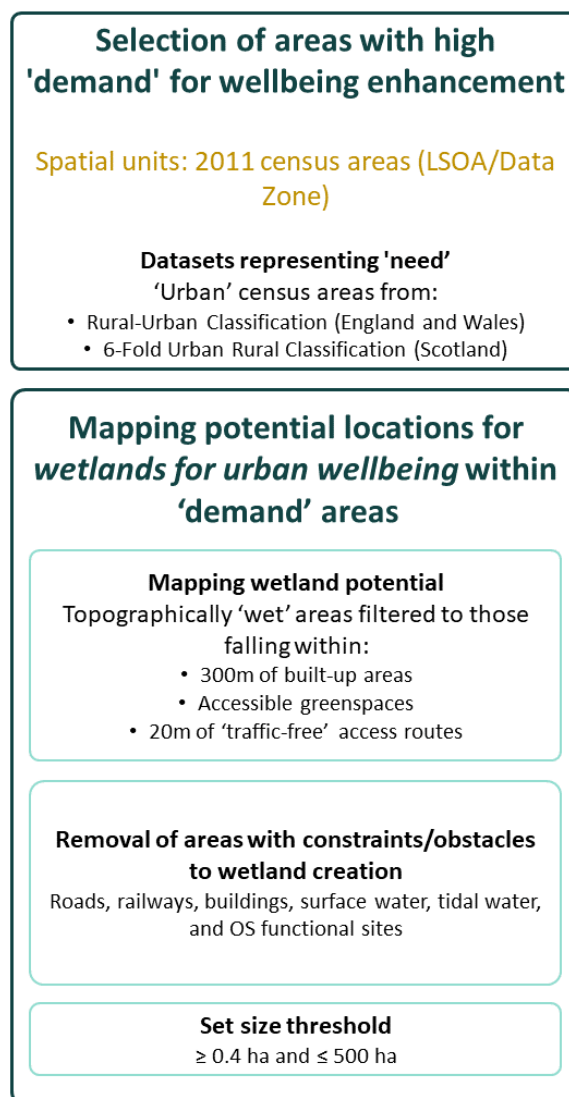 Selection of areas with high
'demand' for wellbeing enhancement
Spatial units: 2011 census areas (LSOA/Data
Zone)
Datasets representing 'need’
‘Urban’ census areas from:
• Rural-Urban Classification (England and Wales)
• 6-Fold Urban Rural Classification (Scotland)
Mapping potential locations for
wetlands for urban wellbeing within
‘demand’ areas
Mapping wetland potential
Topographically ‘wet’ areas filtered to those
falling within:
• 300m of built-up areas
• Accessible greenspaces
• 20m of ‘traffic-free’ access routes
Removal of areas with constraints/obstacles
to wetland creation
Roads, railways, buildings, surface water, tidal water,
and OS functional sites
Set size threshold
≥ 0.4 ha and ≤ 500 ha